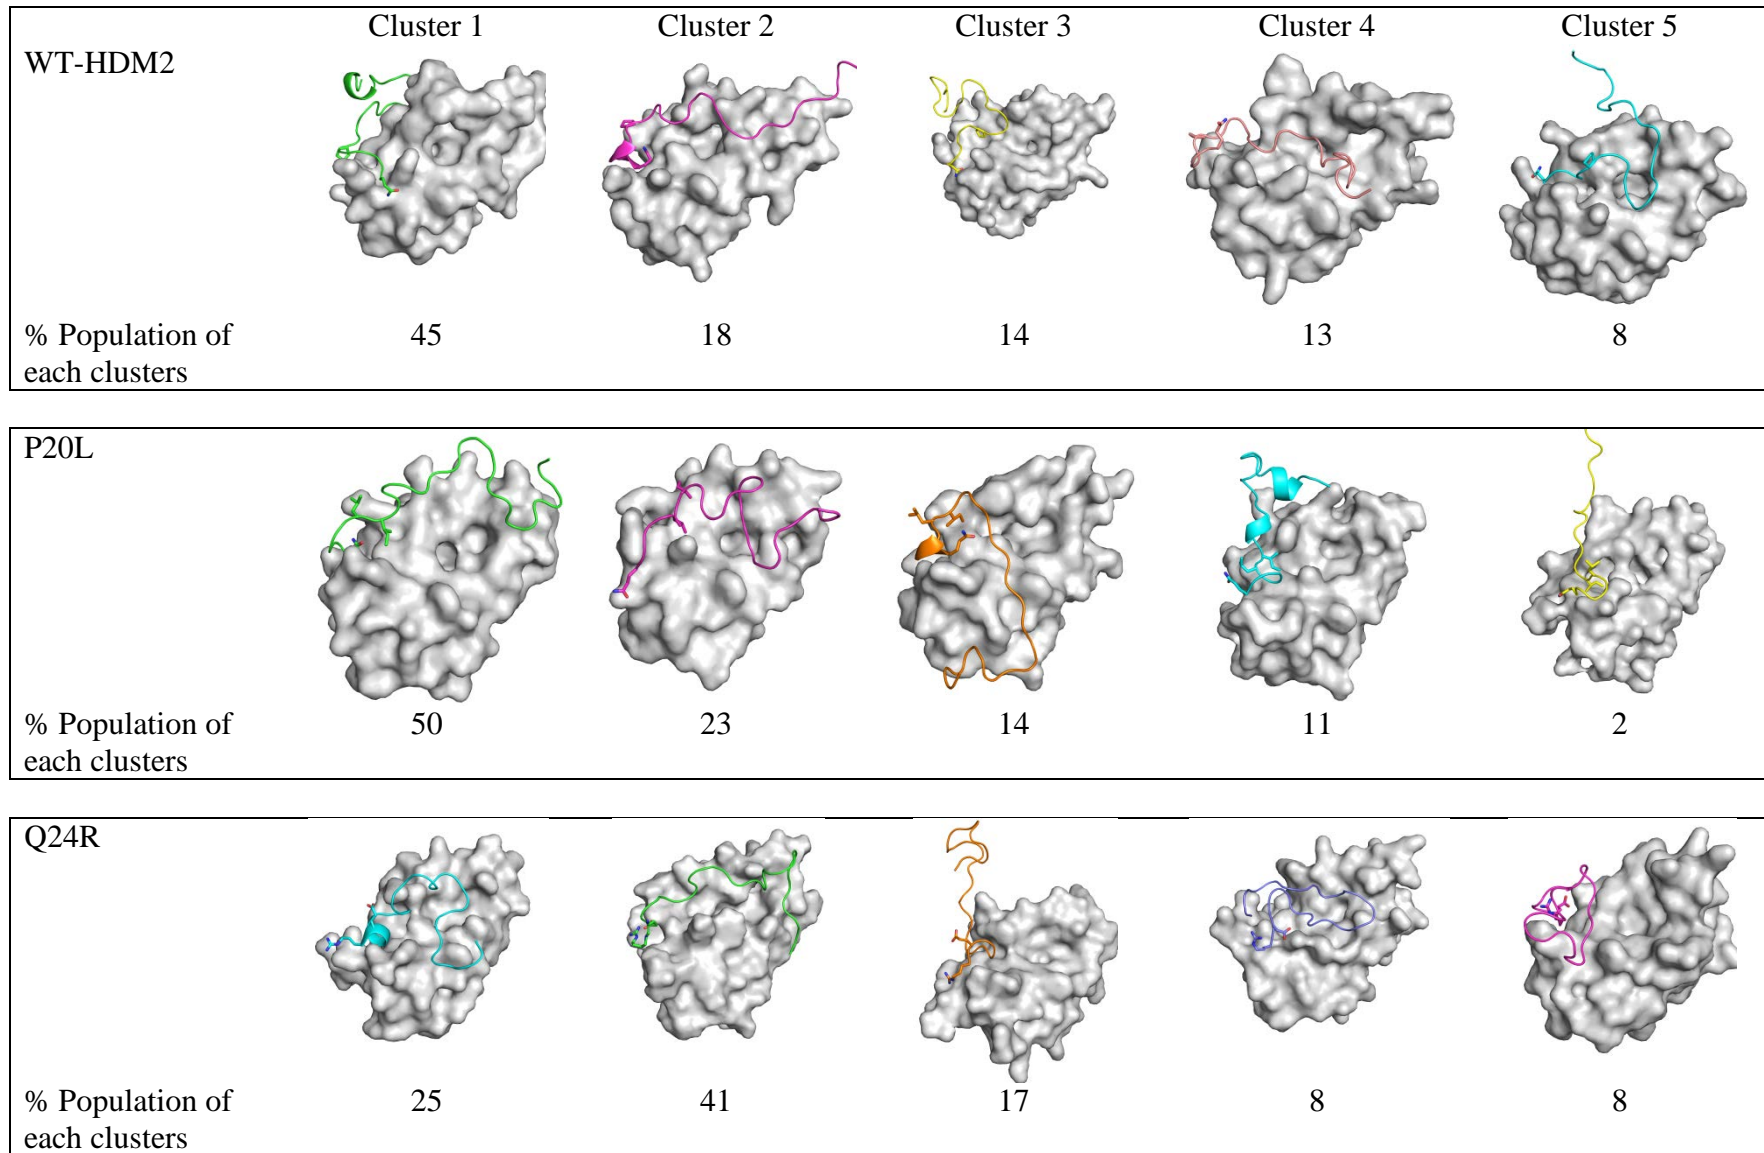 Cluster 1 Cluster 2 Cluster 3 Cluster 4 Cluster 5
WT-HDM2
% Population of 45 18 14 13 8
each clusters
P20L
% Population of 50 23 14 11 2
each clusters
Q24R
% Population of 25 41 17 8 8
each clusters